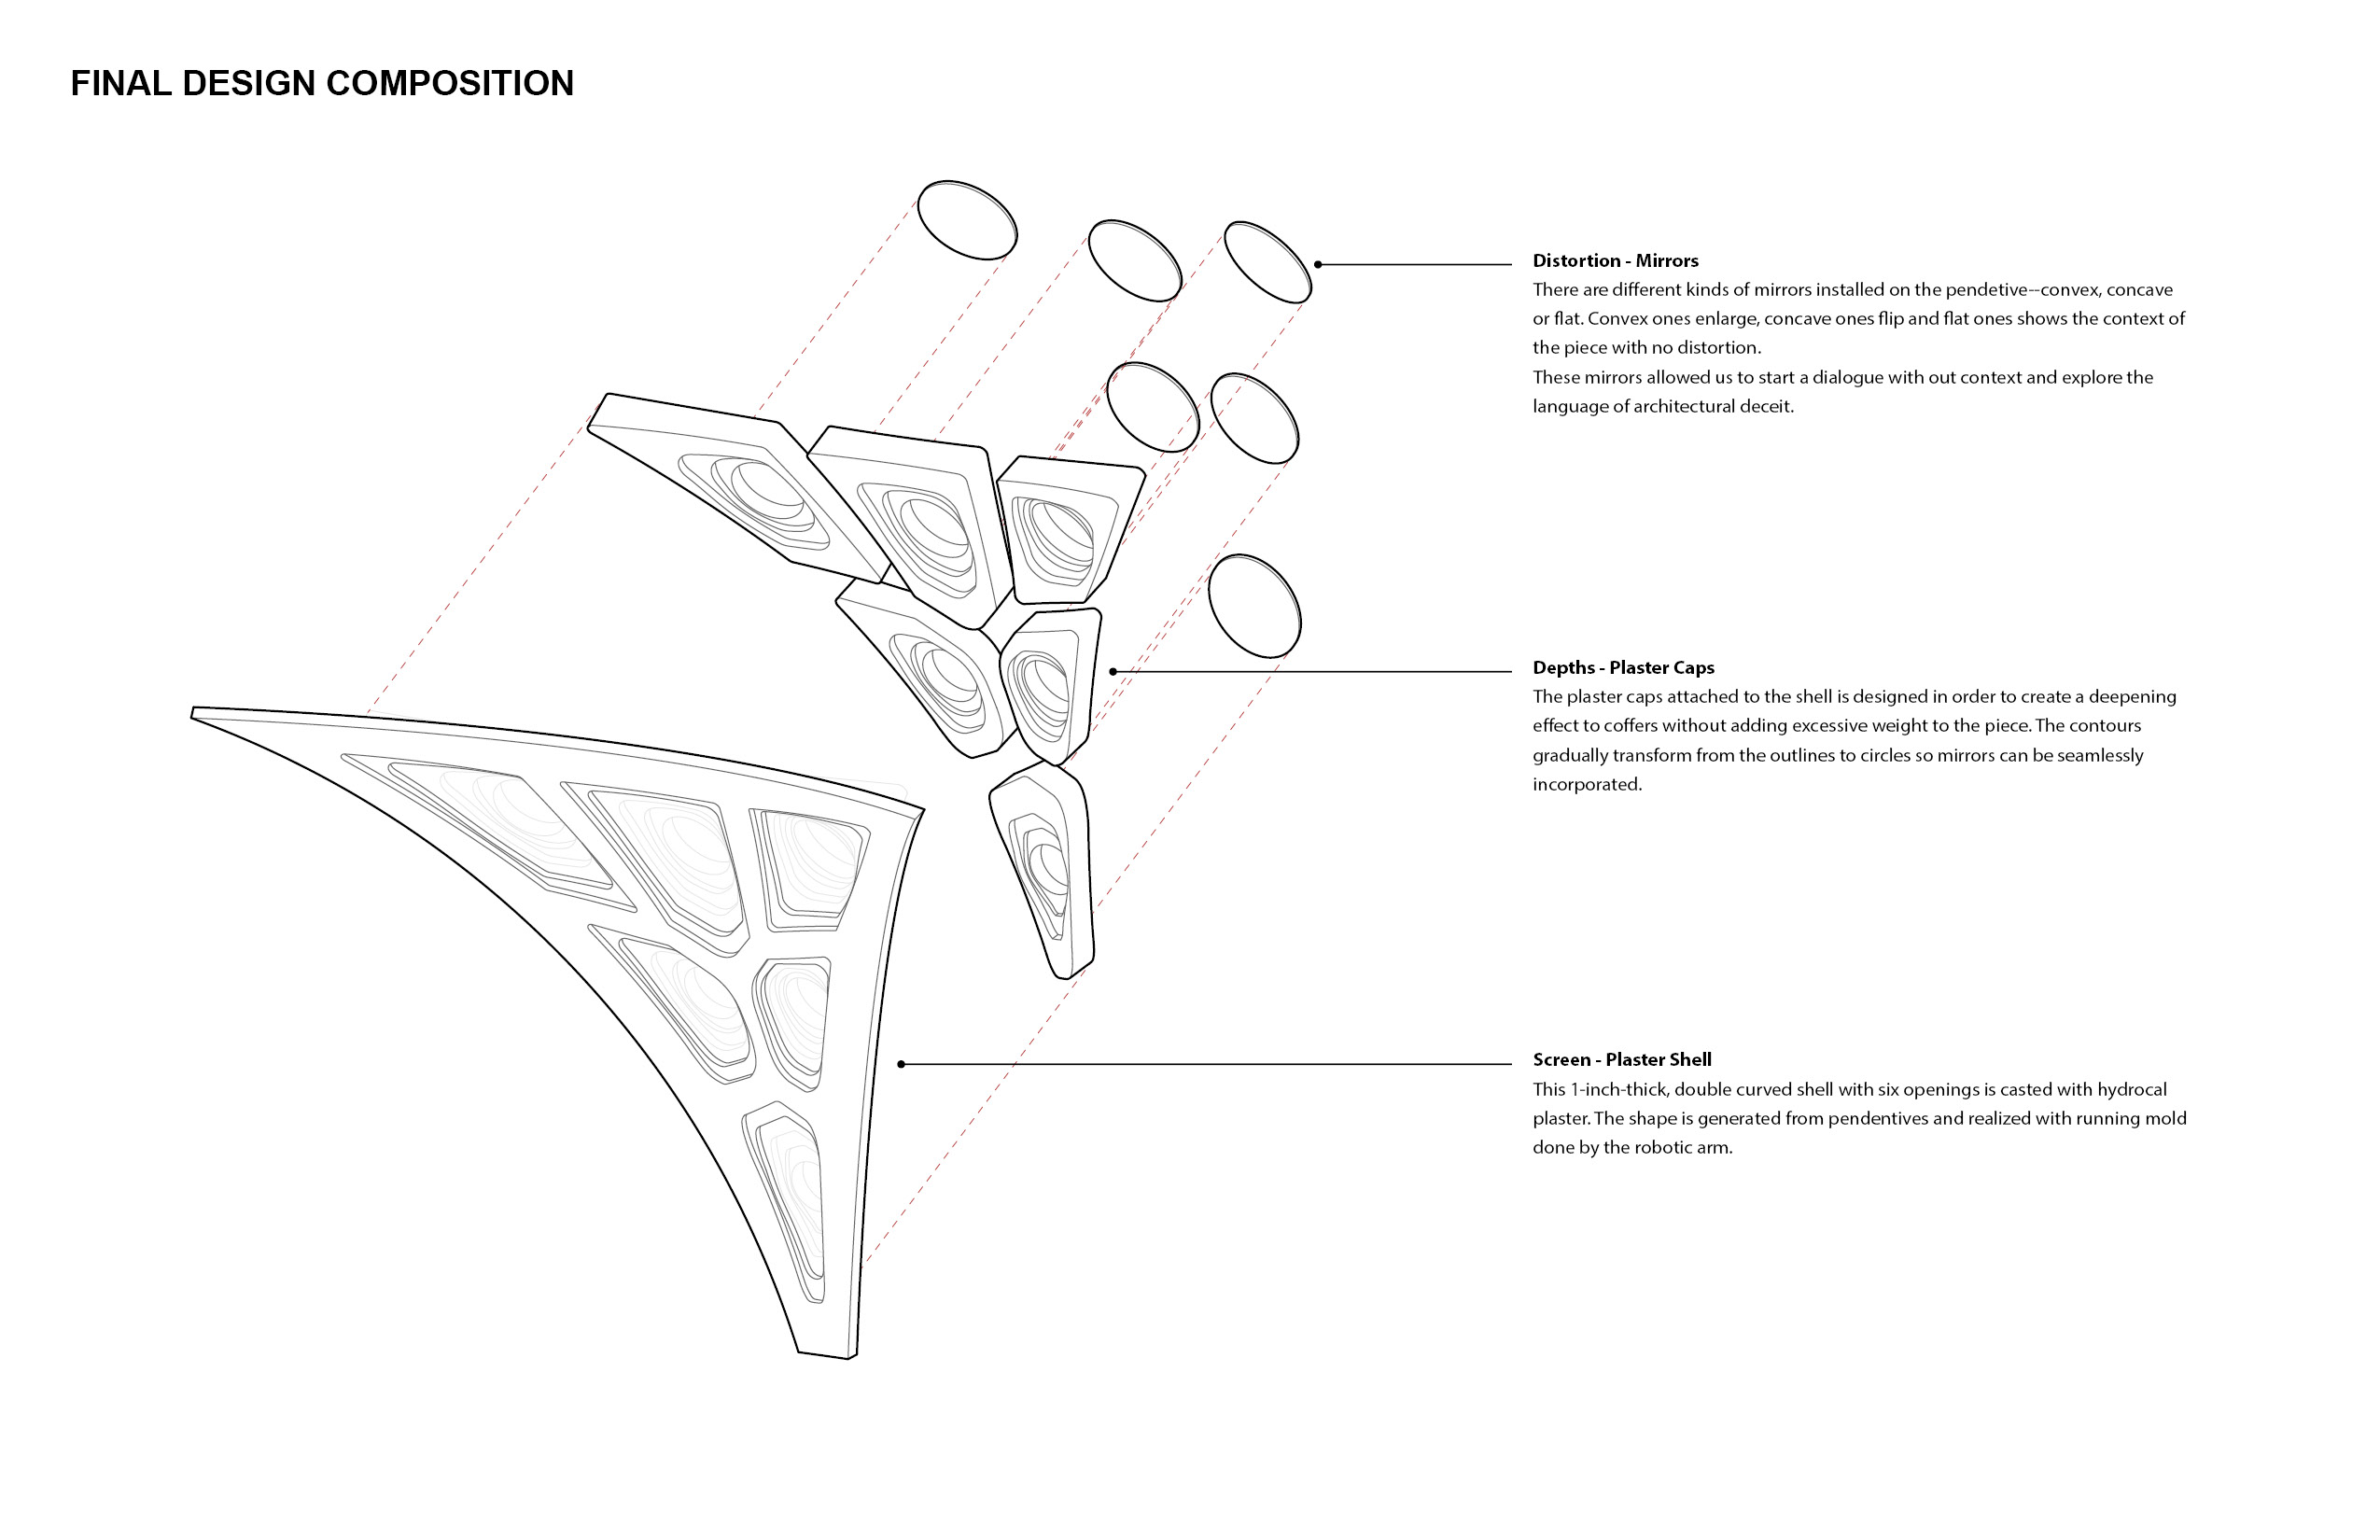 FINAL DESIGN COMPOSITION
Distortion - Mirrors
There are different kinds of mirrors installed on the pendetive--convex, concave
or flat. Convex ones enlarge, concave ones flip and flat ones shows the context of
the piece with no distortion.
These mirrors allowed us to start a dialogue with out context and explore the
language of architectural deceit.
Depths - Plaster Caps
The plaster caps attached to the shell is designed in order to create a deepening
effect to coffers without adding excessive weight to the piece. The contours
gradually transform from the outlines to circles so mirrors can be seamlessly
incorporated.
Screen - Plaster Shell
This 1-inch-thick, double curved shell with six openings is casted with hydrocal
plaster. The shape is generated from pendentives and realized with running mold
done by the robotic arm.